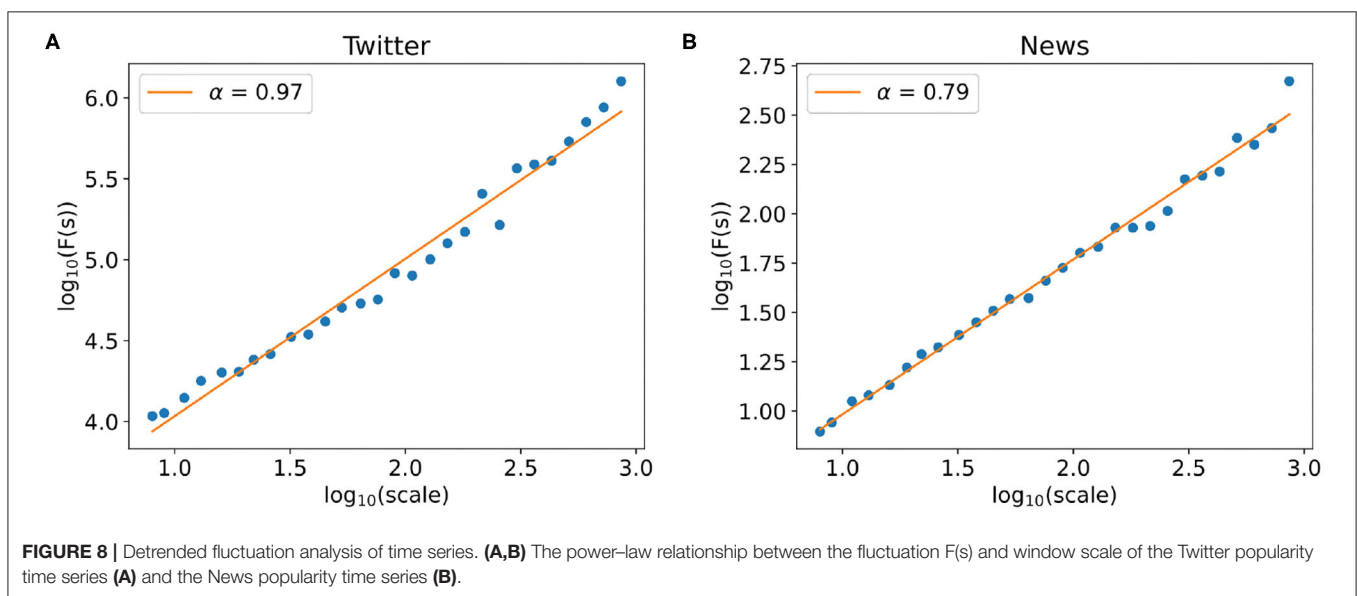 A
Twitter
α = 0.97
6.0
5.5
5.0
4.5
4.0
log₁₀(F(s))
1.0 1.5 2.0 2.5 3.0
log₁₀(scale)
B
News
α = 0.79
2.75
2.50
2.25
2.00
1.75
1.50
1.25
1.00
log₁₀(F(s))
1.0 1.5 2.0 2.5 3.0
log₁₀(scale)
FIGURE 8 | Detrended fluctuation analysis of time series. (A,B) The power–law relationship between the fluctuation F(s) and window scale of the Twitter popularity
time series (A) and the News popularity time series (B).